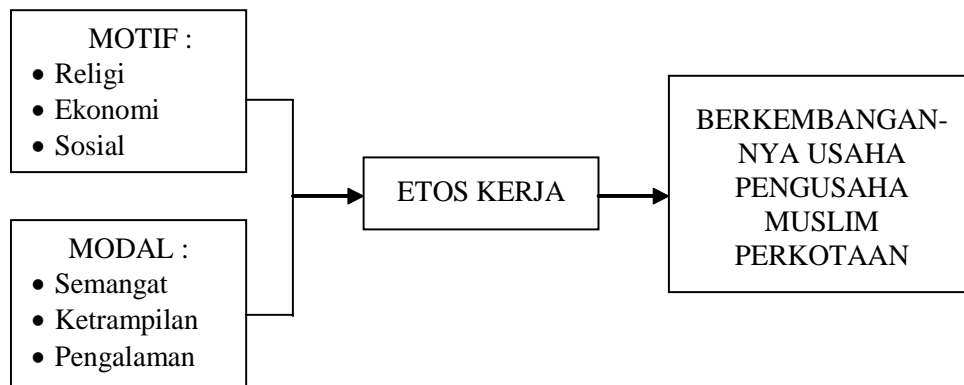 MOTIF :
• Religi
• Ekonomi
• Sosial
MODAL :
• Semangat
• Ketrampilan
• Pengalaman
ETOS KERJA
BERKEMBANGAN-
NYA USAHA
PENGUSAHA
MUSLIM
PERKOTAAN